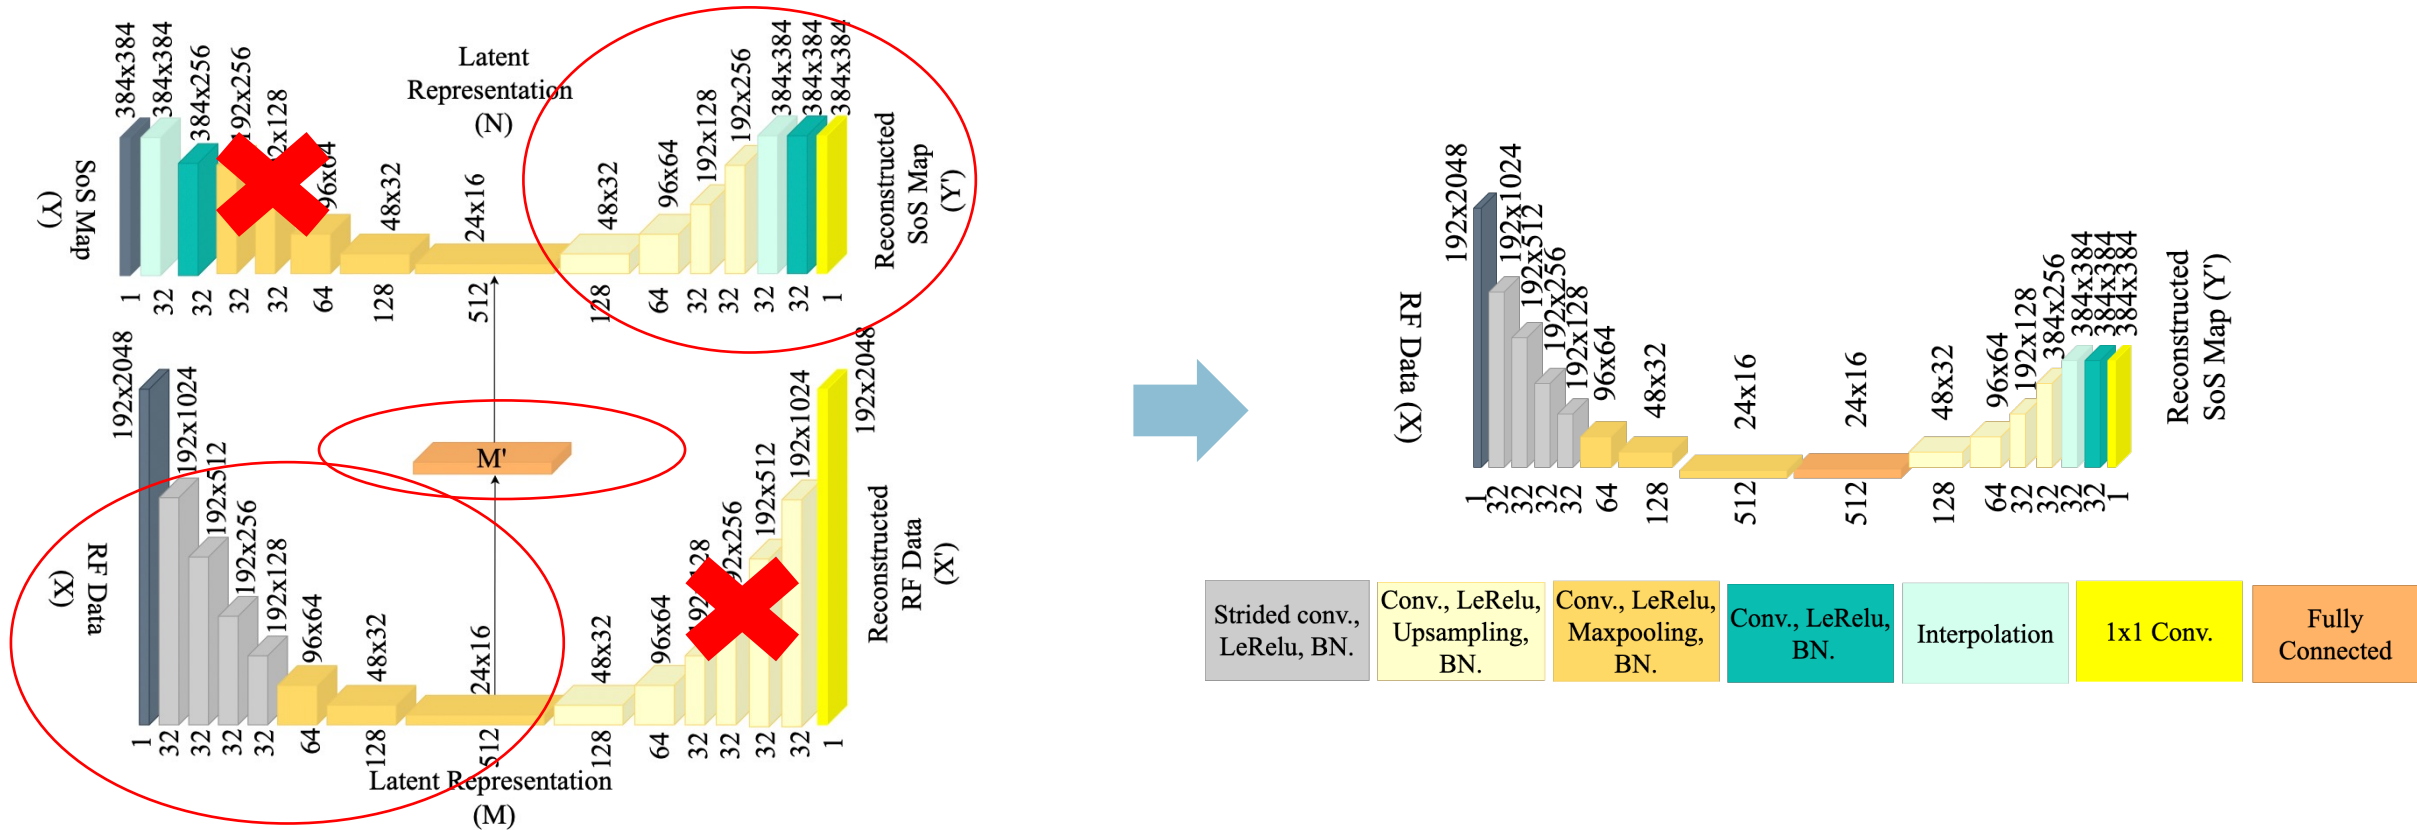 384x384
384x384
384x256
192x256
96x64
48x32
24x16
48x32
96x64
192x128
192x256
384x384
384x384
384x384
Latent
Representation
(N)
SoS Map
(Y)
Reconstructed
SoS Map
(Y')
1
32
32
32
32
64
128
512
128
64
32
32
32
32
1
M'
192x2048
192x1024
192x512
192x256
192x128
96x64
48x32
24x16
48x32
96x64
192x512
192x1024
192x2048
RF Data
(X)
Reconstructed
RF Data
(X')
1
32
32
32
32
64
128
512
128
64
32
32
32
32
1
Latent Representation
(M)
192x2048
192x1024
192x512
192x256
192x128
96x64
48x32
24x16
24x16
48x32
96x64
192x128
384x256
384x384
384x384
384x384
RF Data (X)
Reconstructed
SoS Map (Y')
1
32
32
32
32
64
128
512
512
128
64
32
32
32
32
1
Strided conv.,
LeRelu, BN.
Conv., LeRelu,
Upsampling,
BN.
Conv., LeRelu,
Maxpooling,
BN.
Conv., LeRelu,
BN.
Interpolation
1x1 Conv.
Fully
Connected